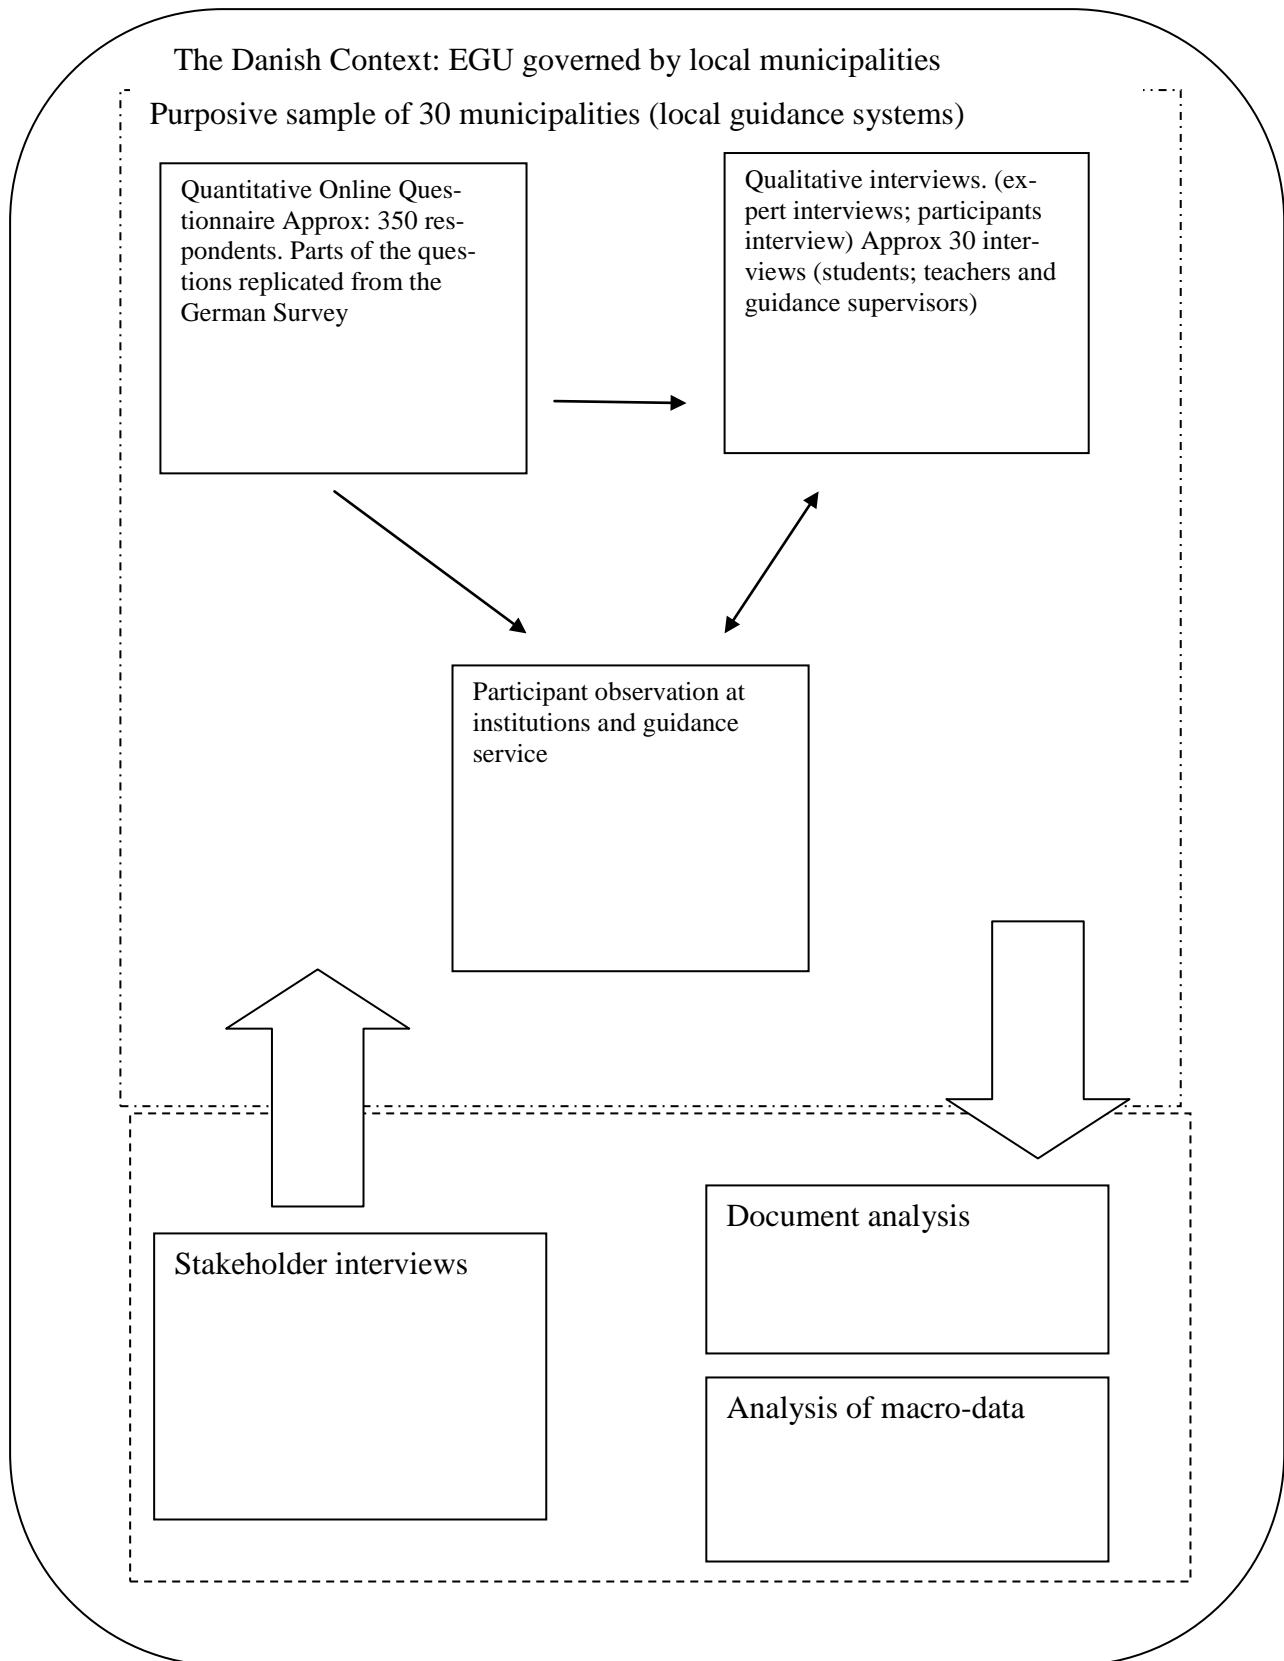 The Danish Context: EGU governed by local municipalities
Purposive sample of 30 municipalities (local guidance systems)
Quantitative Online Ques-
tionnaire Approx: 350 res-
pondents. Parts of the ques-
tions replicated from the
German Survey
Qualitative interviews. (ex-
pert interviews; participants
interview) Approx 30 inter-
views (students; teachers and
guidance supervisors)
Participant observation at
institutions and guidance
service
Stakeholder interviews
Document analysis
Analysis of macro-data